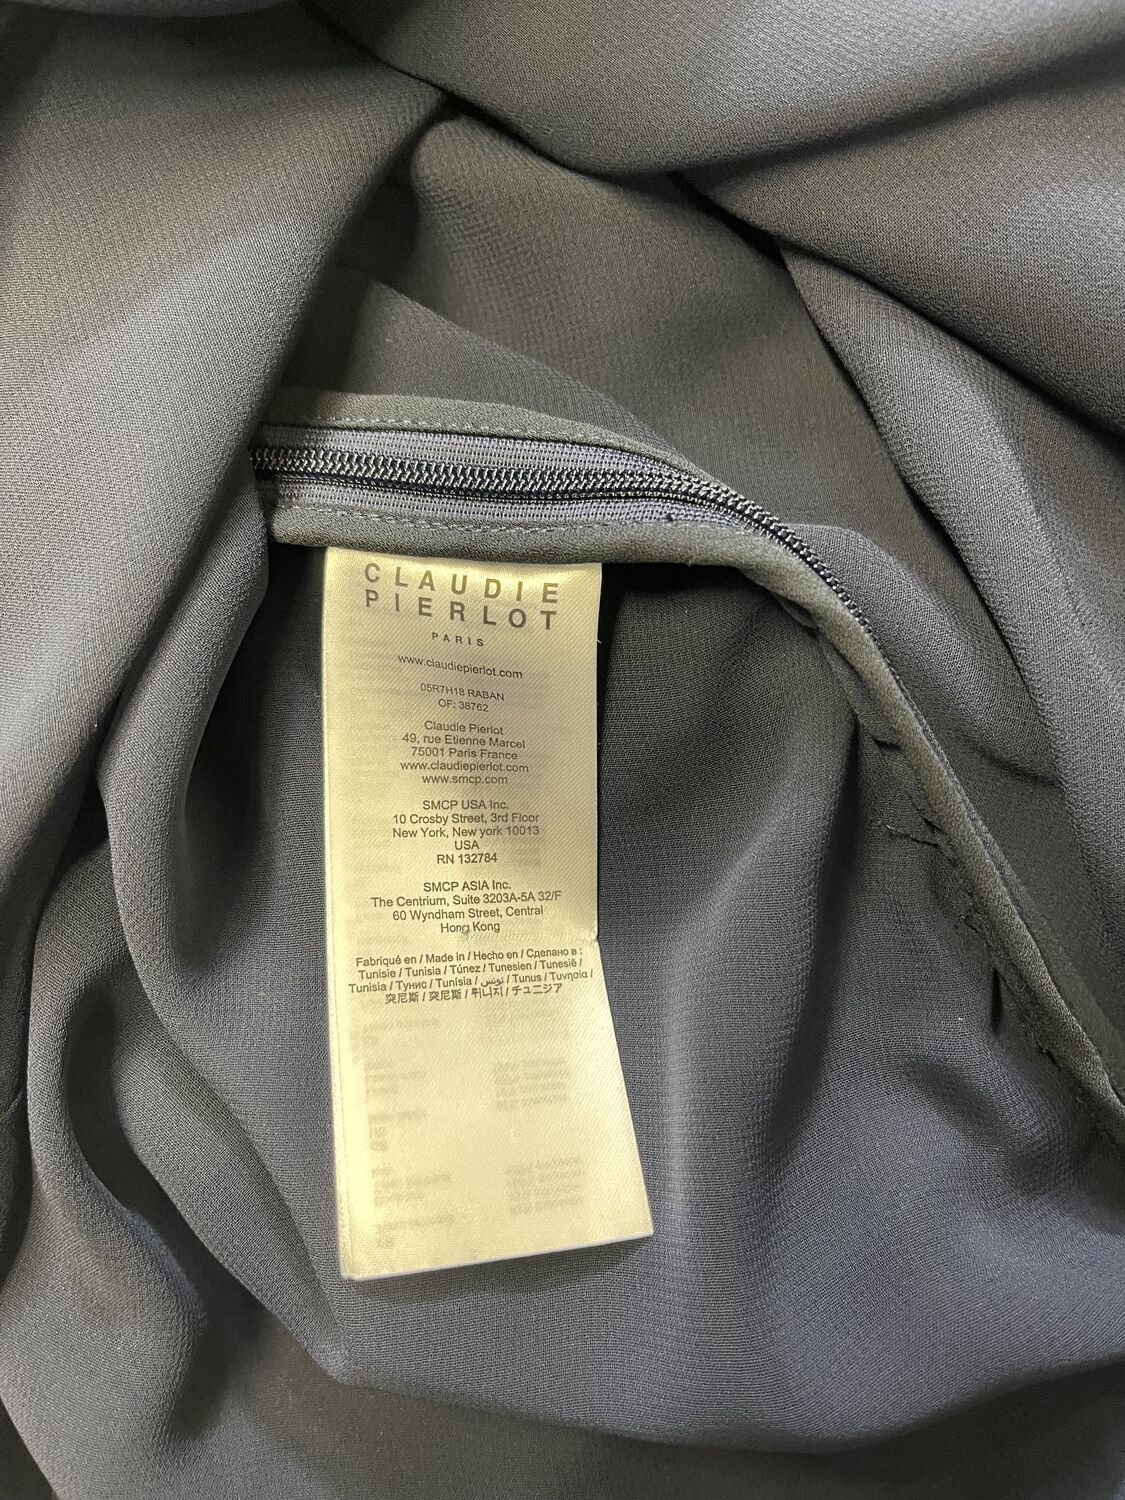 CLAUDIE
PIERLOT
PARIS
www.claudiepierlot.com
05R7H18 RABAN
OF: 38762
Claudie Pierlot
49, rue Etienne Marcel
75001 Paris France
www.claudiepierlot.com
www.smcp.com
SMCP USA Inc.
10 Crosby Street, 3rd Floor
New York, New york 10013
USA
RN 132784
SMCP ASIA Inc.
The Centrium, Suite 3203A-5A 32/F
60 Wyndham Street, Central
Hong Kong
Fabriqué en / Made in / Hecho en / Сделано в :
Tunisie / Tunisia / Túnez / Tunesien / Tunesië /
Tunisia / Тунис / Tunísia / تونس / Tunus / Τυνησία /
突尼斯 / 突尼斯 / 튀니지 / チュニジア